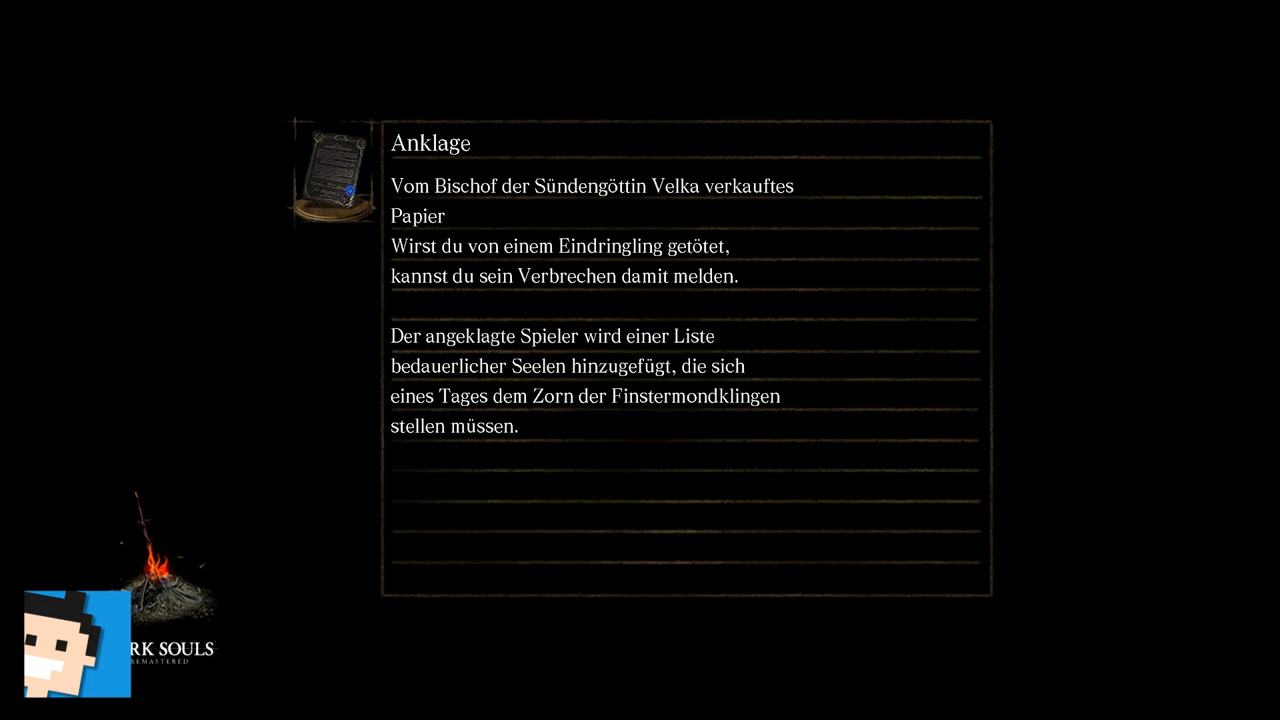 Anklage
Vom Bischof der Sündengöttin Velka verkauftes
Papier
Wirst du von einem Eindringling getötet,
kannst du sein Verbrechen damit melden.
Der angeklagte Spieler wird einer Liste
bedauerlicher Seelen hinzugefügt, die sich
eines Tages dem Zorn der Finstermondklingen
stellen müssen.
RK SOULS
REMASTERED